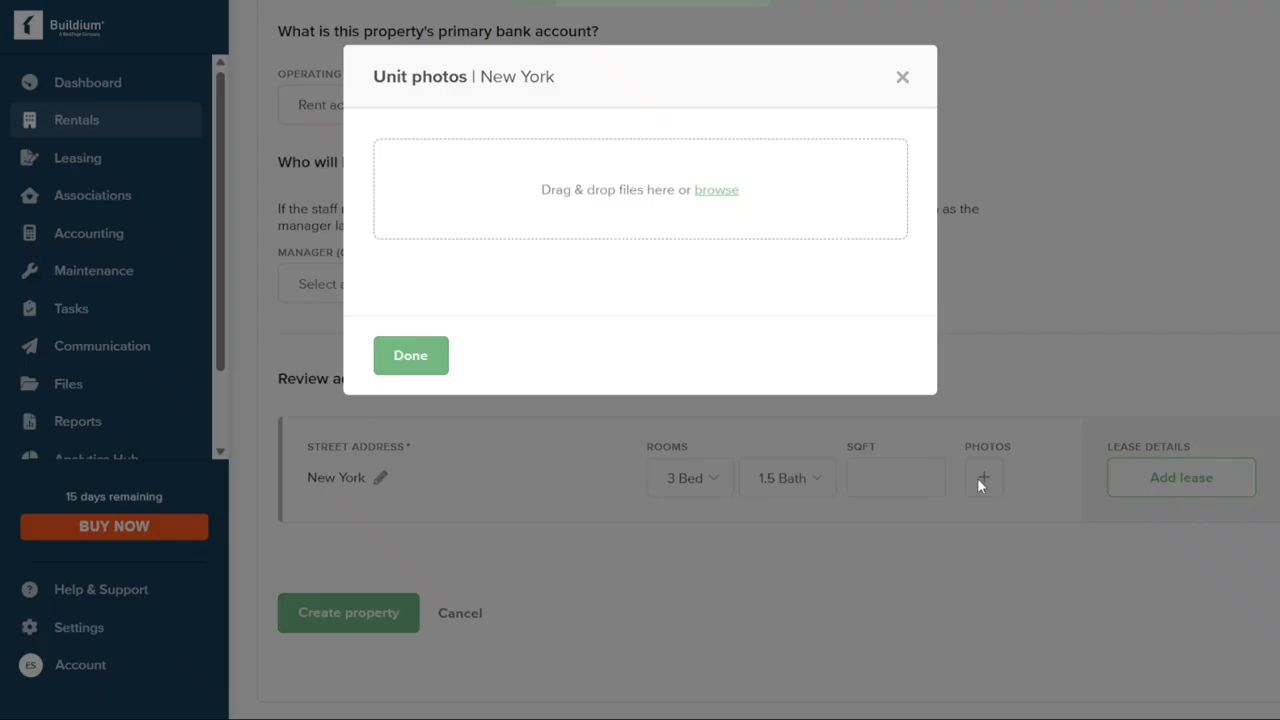 Buildium
Dashboard
Rentals
Leasing
Associations
Accounting
Maintenance
Tasks
Communication
Files
Reports
Analytics Hub
15 days remaining
BUY NOW
Help & Support
Settings
ES Account
What is this property's primary bank account?
OPERATING
Rent ac
Who will
If the staff
as the
manager la
MANAGER (
Select a
Unit photos | New York
Drag & drop files here or browse
Done
Review a
STREET ADDRESS* ROOMS SQFT PHOTOS LEASE DETAILS
New York 3 Bed 1.5 Bath + Add lease
Create property Cancel